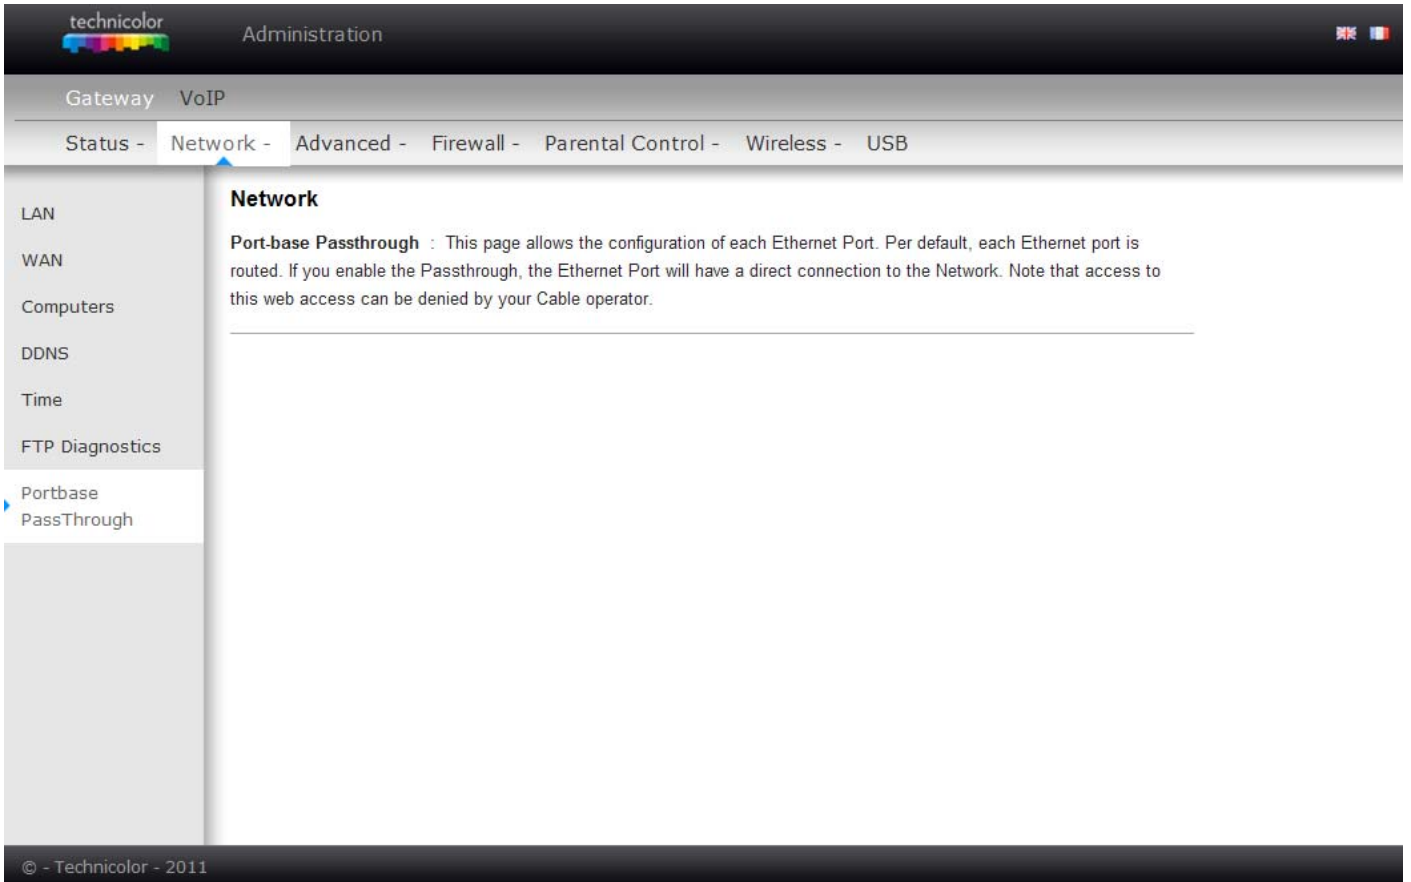 technicolor
Administration
Gateway VoIP
Status - Network - Advanced - Firewall - Parental Control - Wireless - USB
LAN
WAN
Computers
DDNS
Time
FTP Diagnostics
Portbase
PassThrough
Network
Port-base Passthrough : This page allows the configuration of each Ethernet Port. Per default, each Ethernet port is
routed. If you enable the Passthrough, the Ethernet Port will have a direct connection to the Network. Note that access to
this web access can be denied by your Cable operator.
© - Technicolor - 2011